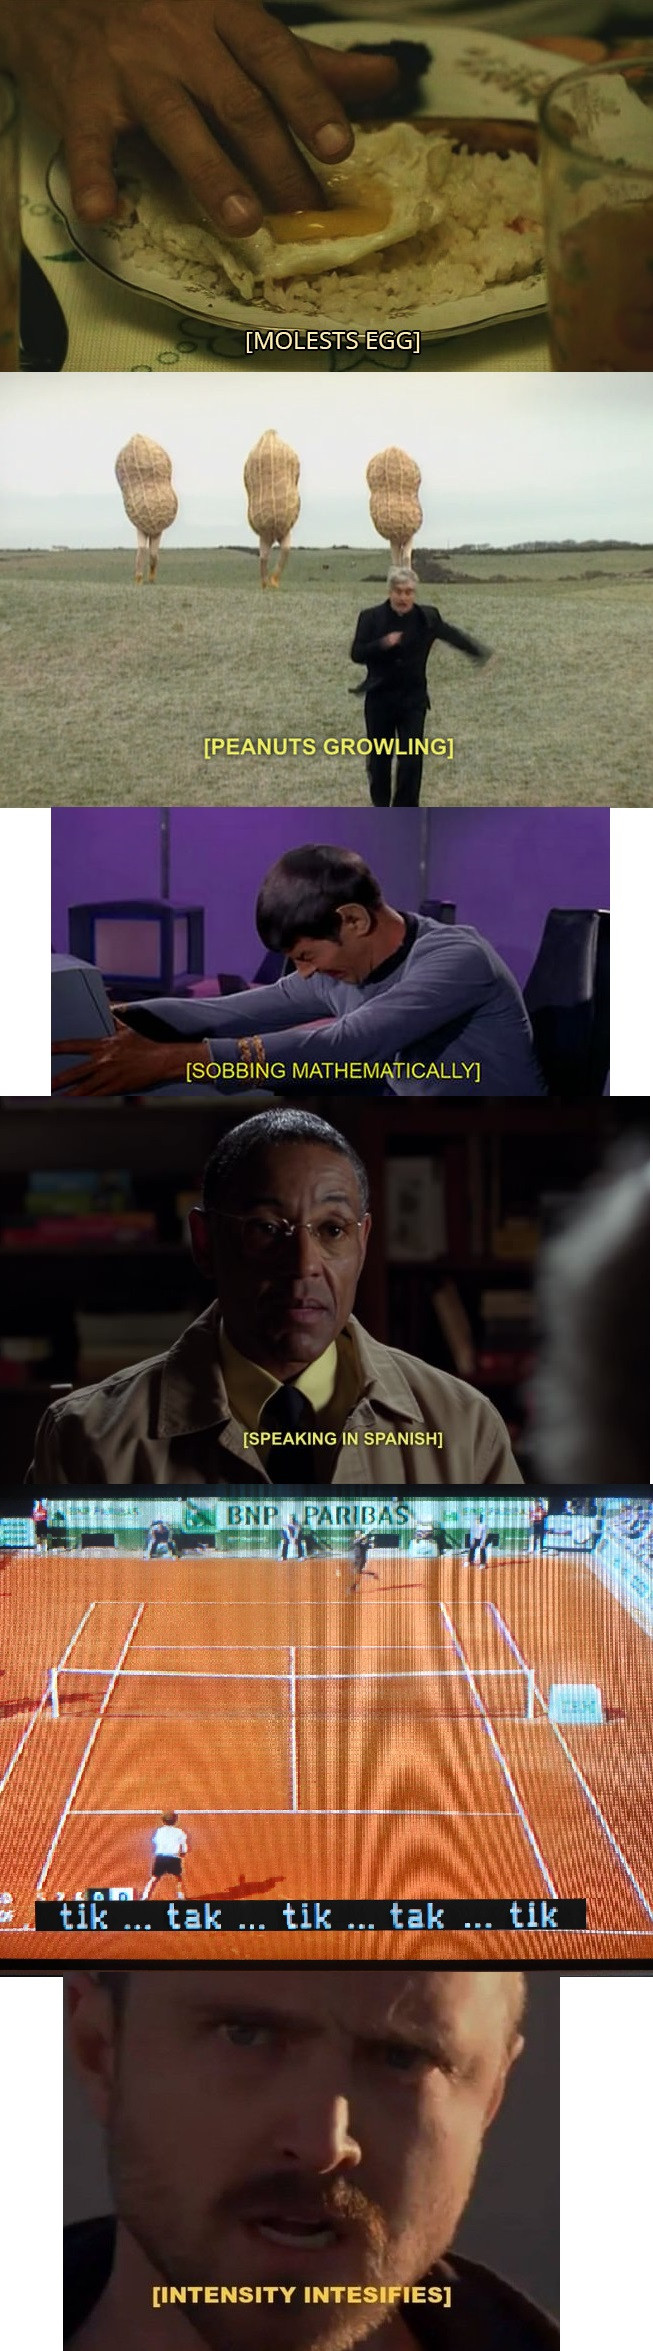 [MOLESTS EGG]
[PEANUTS GROWLING]
[SOBBING MATHEMATICALLY]
[SPEAKING IN SPANISH]
BNP PARIBAS
tik ... tak ... tik ... tak ... tik
[INTENSITY INTESIFIES]